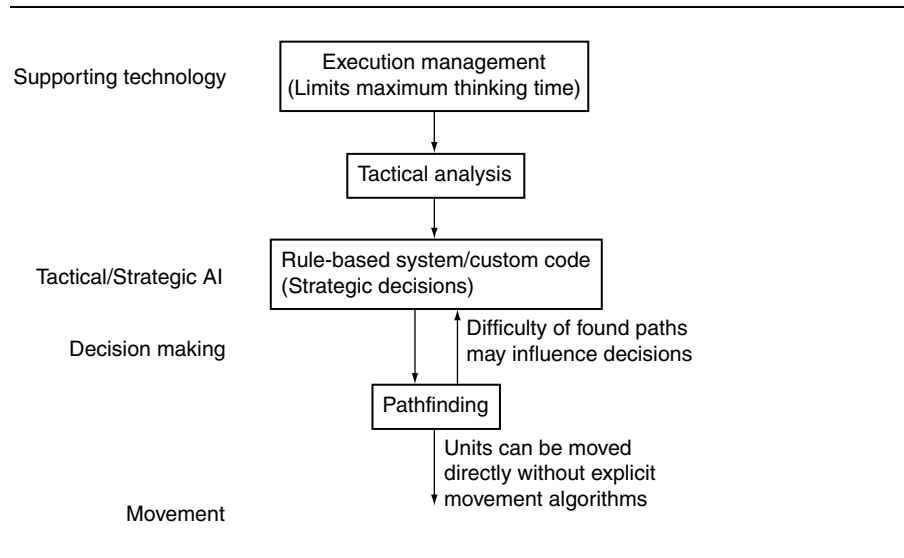 Supporting technology
Execution management
(Limits maximum thinking time)
Tactical analysis
Tactical/Strategic AI
Rule-based system/custom code
(Strategic decisions)
Decision making
Difficulty of found paths
may influence decisions
Pathfinding
Units can be moved
directly without explicit
movement algorithms
Movement